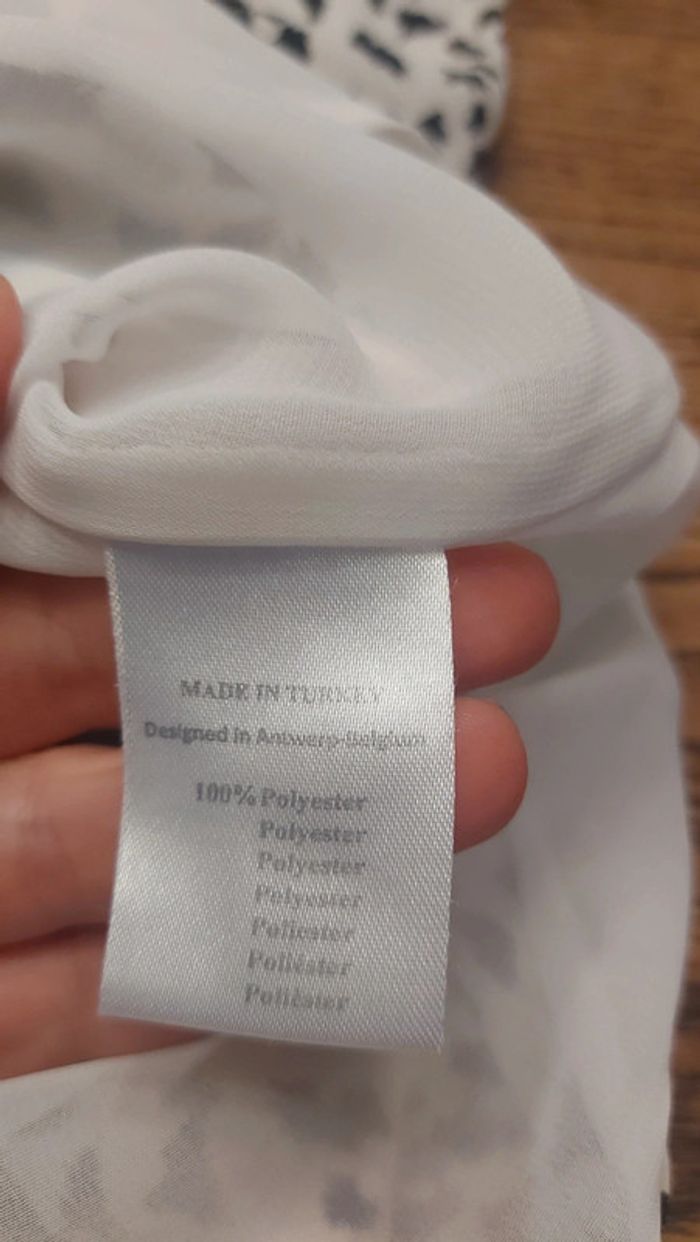 MADE IN TURKEY
Designed in Antwerp-Belgium
100% Polyester
Polyester
Polyester
Polyester
Poliester
Poliéster
Poliéster